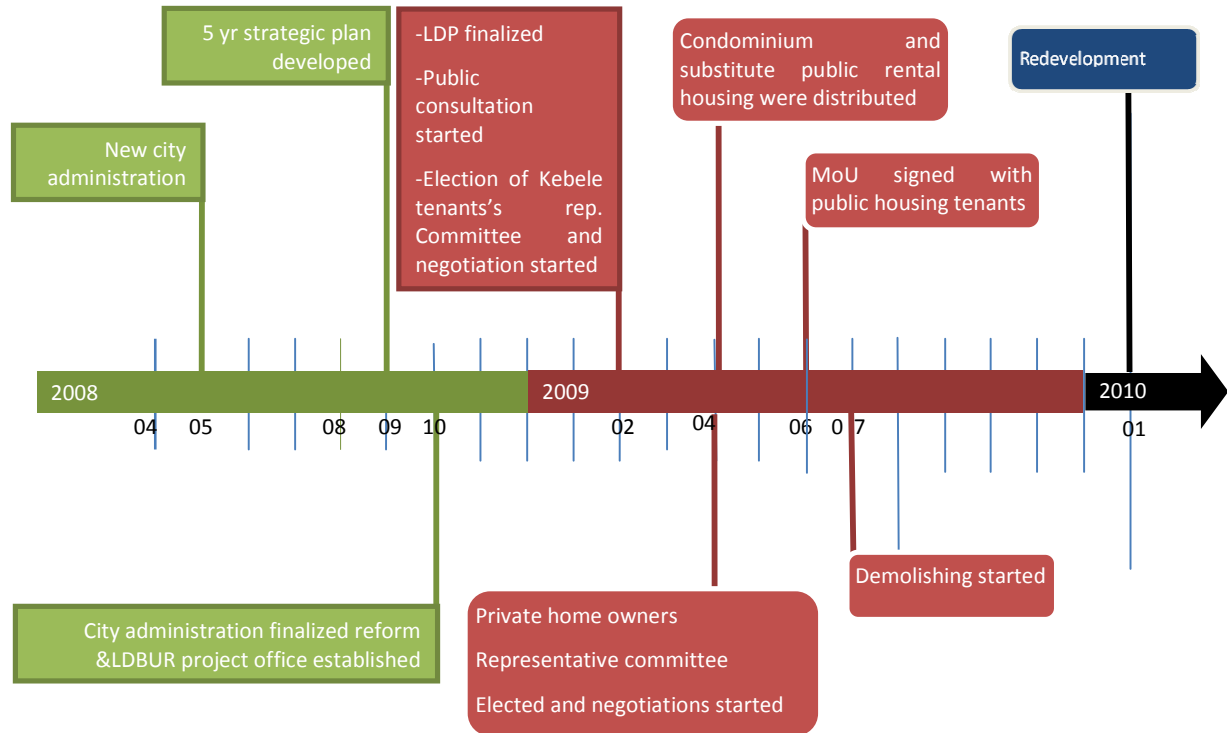 5 yr strategic plan
developed
-LDP finalized
-Public
consultation
started
-Election of Kebele
tenants's rep.
Committee and
negotiation started
Condominium and
substitute public rental
housing were distributed
Redevelopment
New city
administration
MoU signed with
public housing tenants
2008
2009
2010
04 05 08 09 10 02 04 06 0 7 01
City administration finalized reform
&LDBUR project office established
Private home owners
Representative committee
Elected and negotiations started
Demolishing started